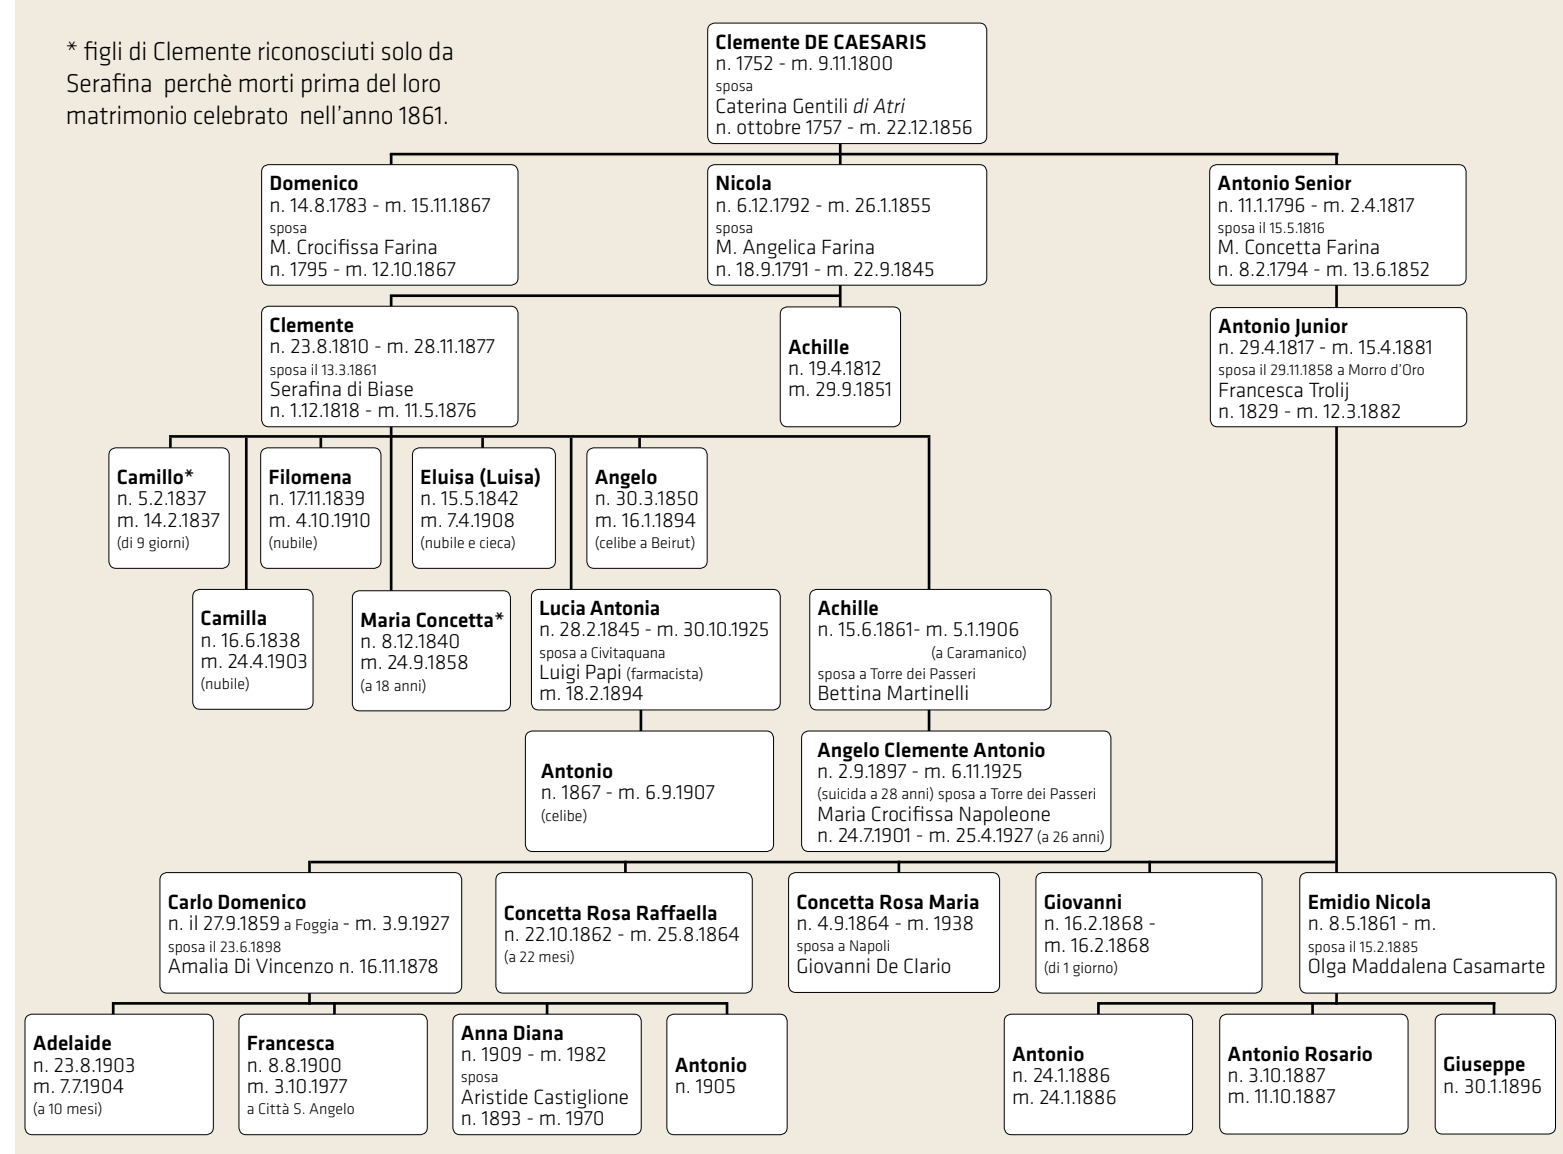 * figli di Clemente riconosciuti solo da
Serafina perchè morti prima del loro
matrimonio celebrato nell'anno 1861.
Clemente DE CAESARIS
n. 1752 - m. 9.11.1800
sposa
Caterina Gentili di Atri
n. ottobre 1757 - m. 22.12.1856
Domenico
n. 14.8.1783 - m. 15.11.1867
sposa
M. Crocifissa Farina
n. 1795 - m. 12.10.1867
Nicola
n. 6.12.1792 - m. 26.1.1855
sposa
M. Angelica Farina
n. 18.9.1791 - m. 22.9.1845
Antonio Senior
n. 11.1.1796 - m. 2.4.1817
sposa il 15.5.1816
M. Concetta Farina
n. 8.2.1794 - m. 13.6.1852
Clemente
n. 23.8.1810 - m. 28.11.1877
sposa il 13.3.1861
Serafina di Biase
n. 1.12.1818 - m. 11.5.1876
Achille
n. 19.4.1812
m. 29.9.1851
Antonio Junior
n. 29.4.1817 - m. 15.4.1881
sposa il 29.11.1858 a Morro d'Oro
Francesca Trolij
n. 1829 - m. 12.3.1882
Camillo*
n. 5.2.1837
m. 14.2.1837
(di 9 giorni)
Filomena
n. 17.11.1839
m. 4.10.1910
(nubile)
Eluisa (Luisa)
n. 15.5.1842
m. 7.4.1908
(nubile e cieca)
Angelo
n. 30.3.1850
m. 16.1.1894
(celibe a Beirut)
Camilla
n. 16.6.1838
m. 24.4.1903
(nubile)
Maria Concetta*
n. 8.12.1840
m. 24.9.1858
(a 18 anni)
Lucia Antonia
n. 28.2.1845 - m. 30.10.1925
sposa a Civitaquana
Luigi Papi (farmacista)
m. 18.2.1894
Achille
n. 15.6.1861- m. 5.1.1906
(a Caramanico)
sposa a Torre dei Passeri
Bettina Martinelli
Antonio
n. 1867 - m. 6.9.1907
(celibe)
Angelo Clemente Antonio
n. 2.9.1897 - m. 6.11.1925
(suicida a 28 anni) sposa a Torre dei Passeri
Maria Crocifissa Napoleone
n. 24.7.1901 - m. 25.4.1927 (a 26 anni)
Carlo Domenico
n. il 27.9.1859 a Foggia - m. 3.9.1927
sposa il 23.6.1898
Amalia Di Vincenzo n. 16.11.1878
Concetta Rosa Raffaella
n. 22.10.1862 - m. 25.8.1864
(a 22 mesi)
Concetta Rosa Maria
n. 4.9.1864 - m. 1938
sposa a Napoli
Giovanni De Clario
Giovanni
n. 16.2.1868 -
m. 16.2.1868
(di 1 giorno)
Emidio Nicola
n. 8.5.1861 - m.
sposa il 15.2.1885
Olga Maddalena Casamarte
Adelaide
n. 23.8.1903
m. 7.7.1904
(a 10 mesi)
Francesca
n. 8.8.1900
m. 3.10.1977
a Città S. Angelo
Anna Diana
n. 1909 - m. 1982
sposa
Aristide Castiglione
n. 1893 - m. 1970
Antonio
n. 1905
Antonio
n. 24.1.1886
m. 24.1.1886
Antonio Rosario
n. 3.10.1887
m. 11.10.1887
Giuseppe
n. 30.1.1896